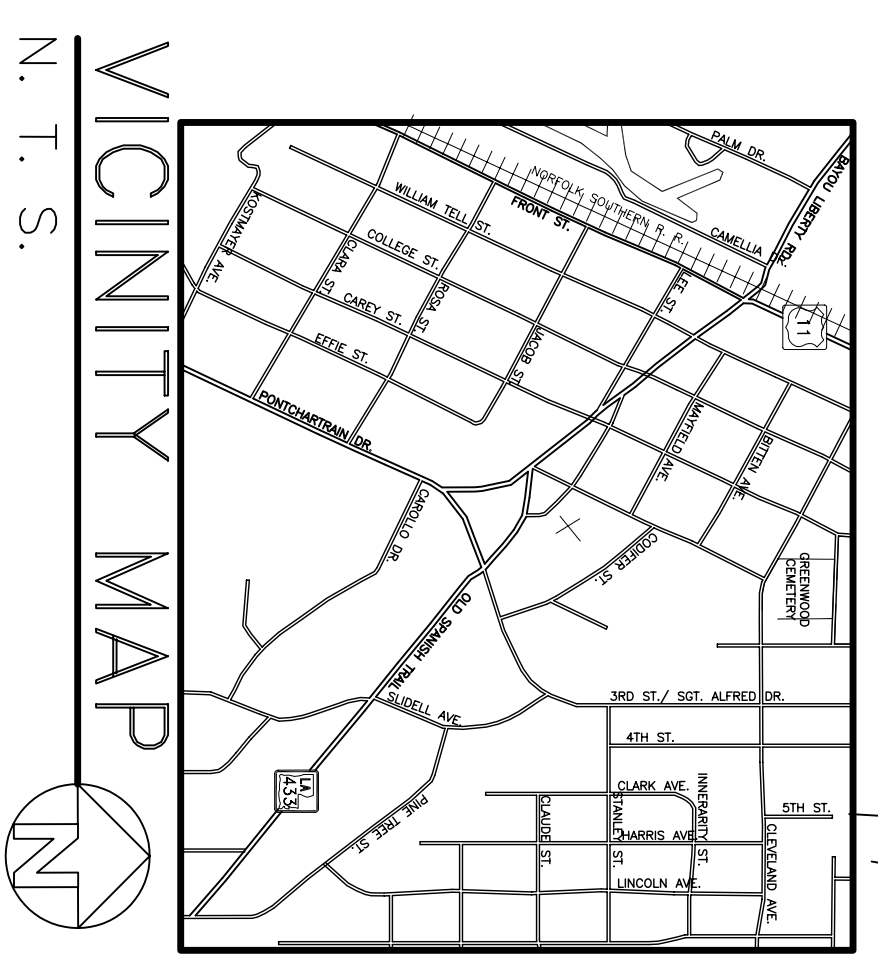 VICINITY MAP
N. T. S.
N
PALM DR.
BAYOU LIBERTY RD.
NORFOLK SOUTHERN R. R.
CAMELLIA DR.
FRONT ST.
WILLIAM TELL ST.
KOSTMAYER AVE.
COLLEGE ST.
CLARA ST.
LEE ST.
11
CAREY ST.
ROSA ST.
EFFIE ST.
JACOB ST.
PONTCHARTRAIN DR.
MAYFIELD AVE.
BITTEN AVE.
CAROLLO DR.
CODIFER ST.
GREENWOOD
CEMETERY
OLD SPANISH TRAIL
SLIDELL AVE.
3RD ST./ SGT. ALFRED DR.
4TH ST.
LA
433
PINE TREE ST.
CLARK AVE.
INNERARITY ST.
5TH ST.
CLAUDE ST.
STANLEY ST.
HARRIS AVE.
CLEVELAND AVE.
LINCOLN AVE.